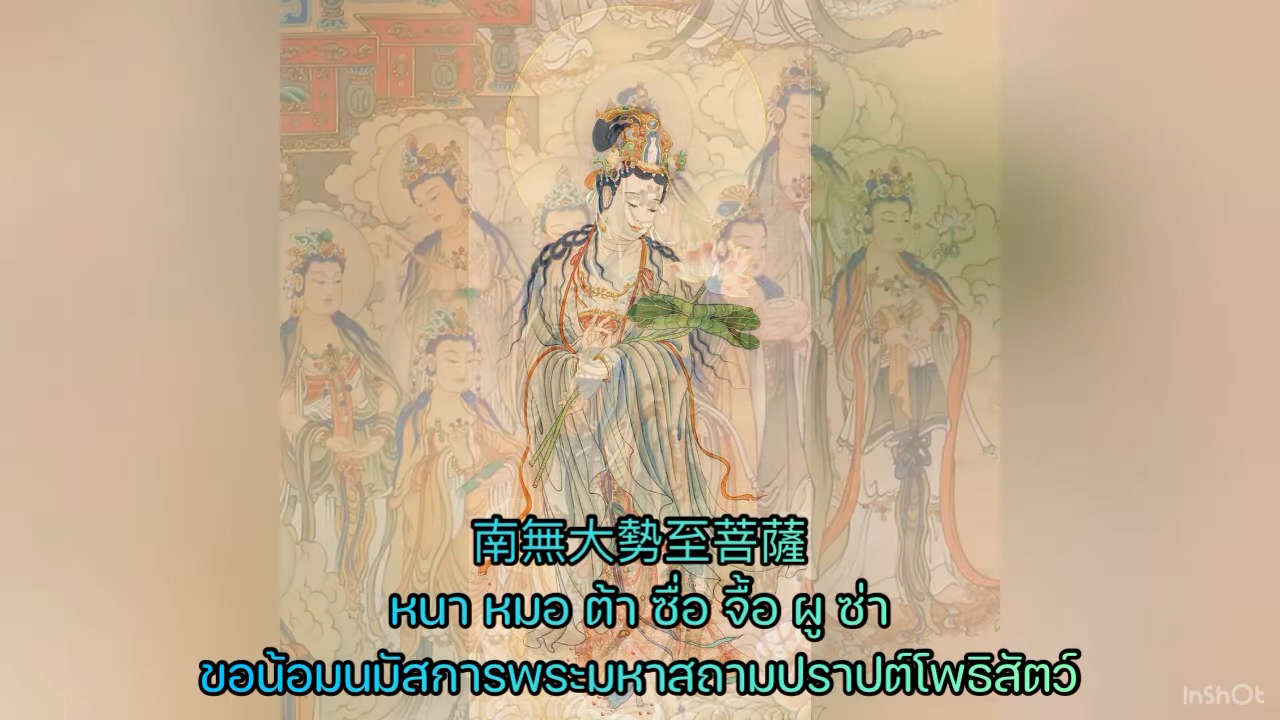 南無大勢至菩薩
หนา หมอ ต้า ซื่อ จื้อ ผู ซ่า
ขอน้อมนมัสการพระมหาสถามปราปต์โพธิสัตว์
InShOt